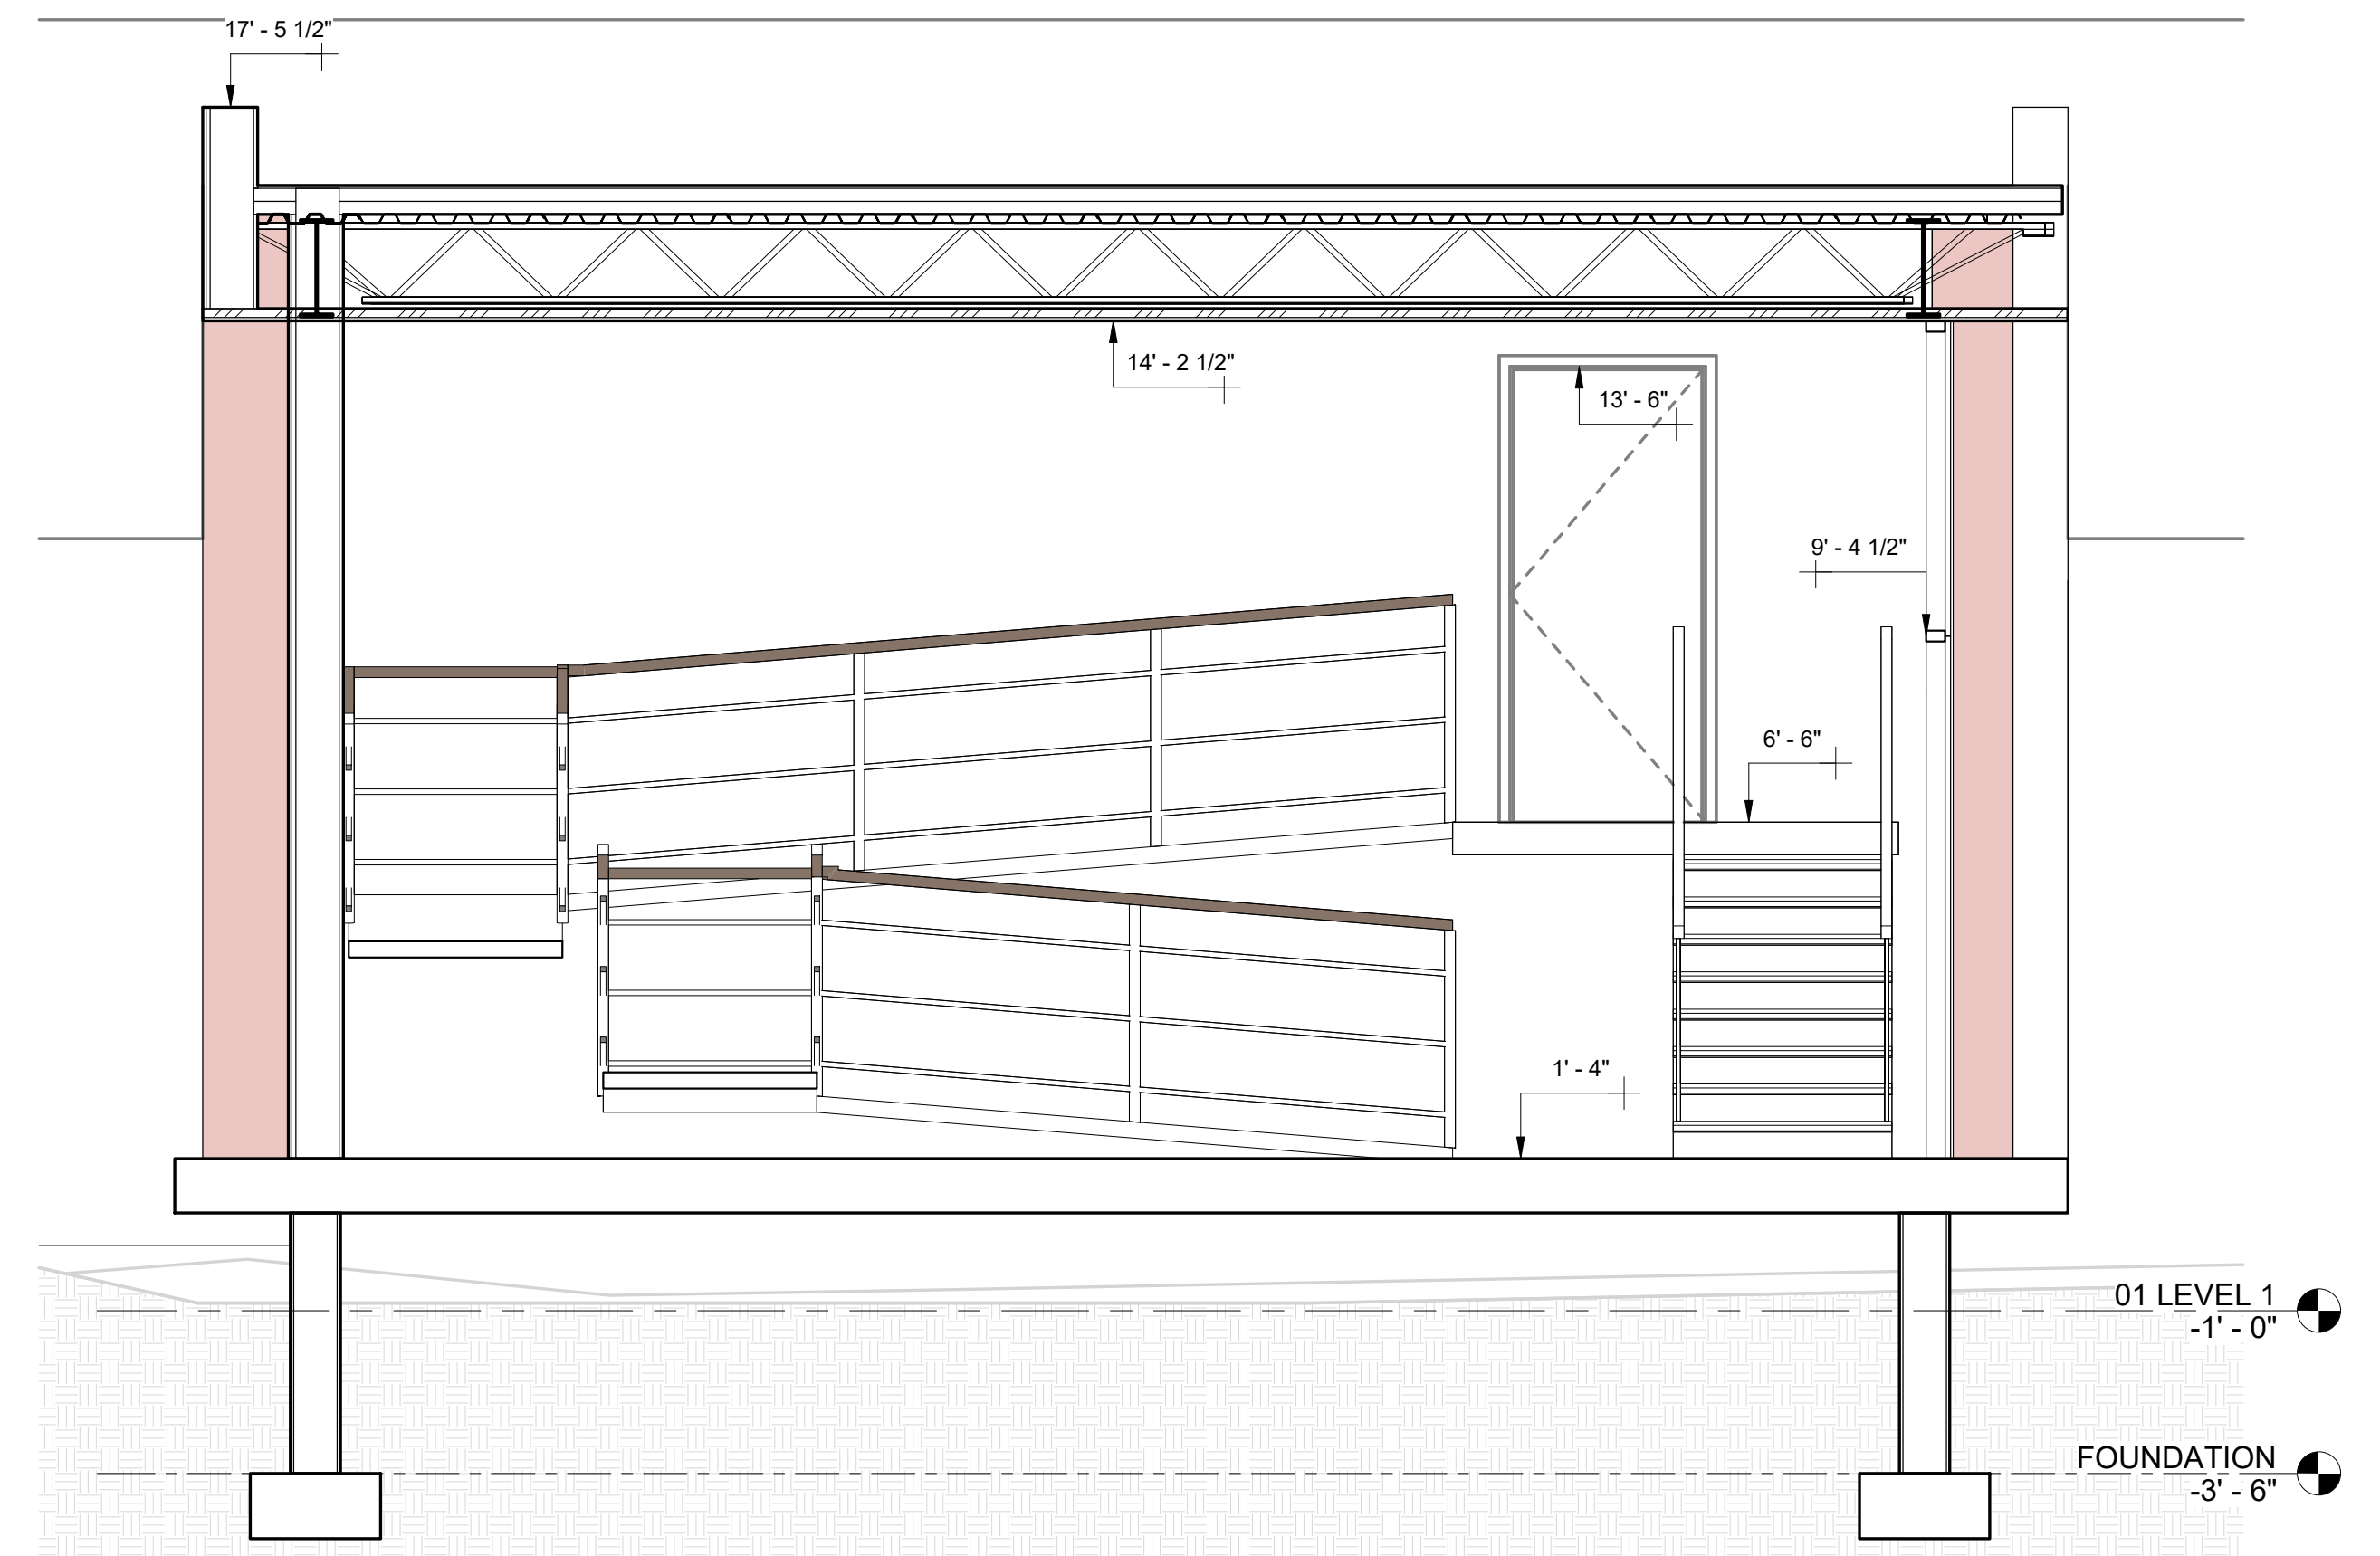 17' - 5 1/2"
14' - 2 1/2"
13' - 6"
9' - 4 1/2"
6' - 6"
1' - 4"
01 LEVEL 1
-1' - 0"
FOUNDATION
-3' - 6"